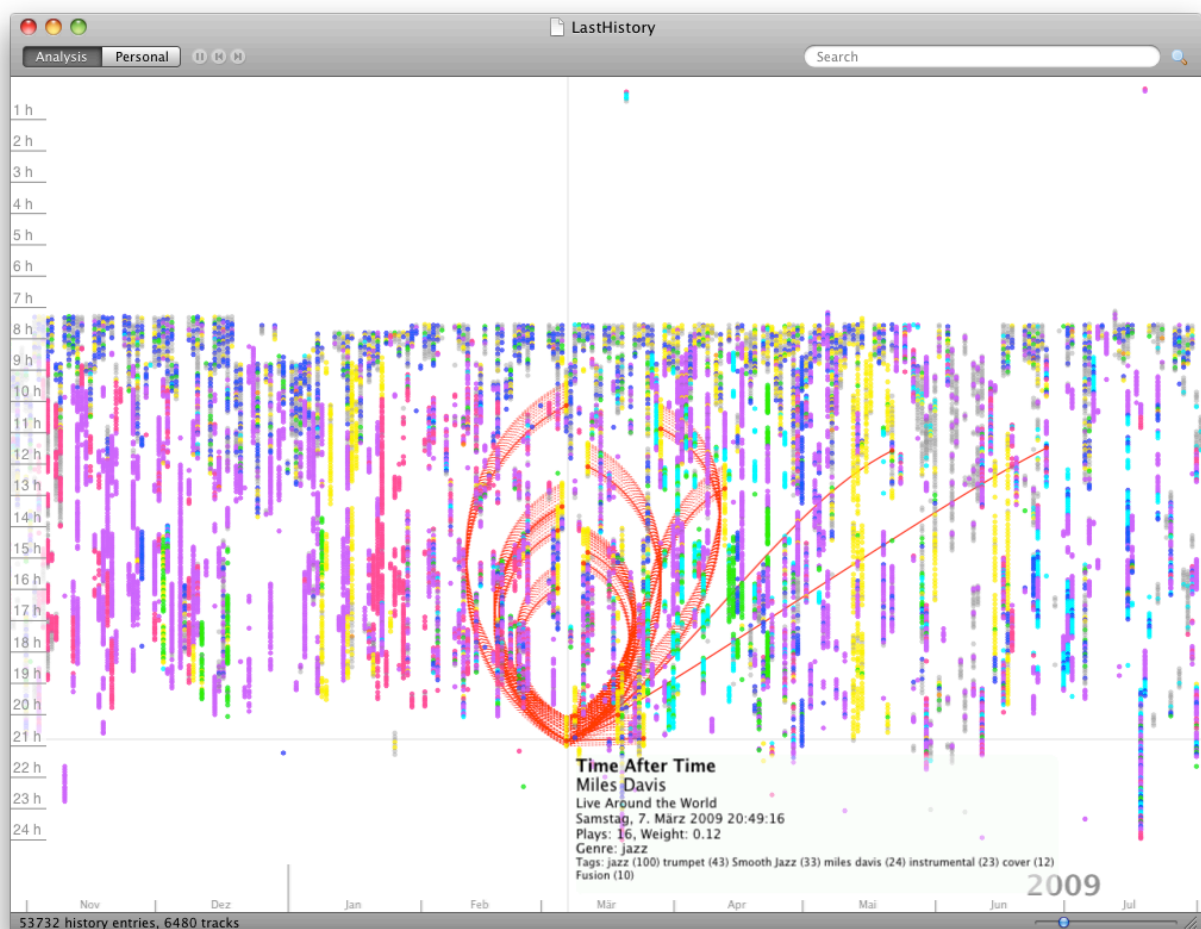 LastHistory
Analysis Personal Search
1 h
2 h
3 h
4 h
5 h
6 h
7 h
8 h
9 h
10 h
11 h
12 h
13 h
14 h
15 h
16 h
17 h
18 h
19 h
20 h
21 h
22 h
23 h
24 h
Time After Time
Miles Davis
Live Around the World
Samstag, 7. März 2009 20:49:16
Plays: 16, Weight: 0.12
Genre: jazz
Tags: jazz (100) trumpet (43) Smooth Jazz (33) miles davis (24) instrumental (23) cover (12)
Fusion (10)
2009
Nov Dez Jan Feb Mär Apr Mai Jun Jul
53732 history entries, 6480 tracks